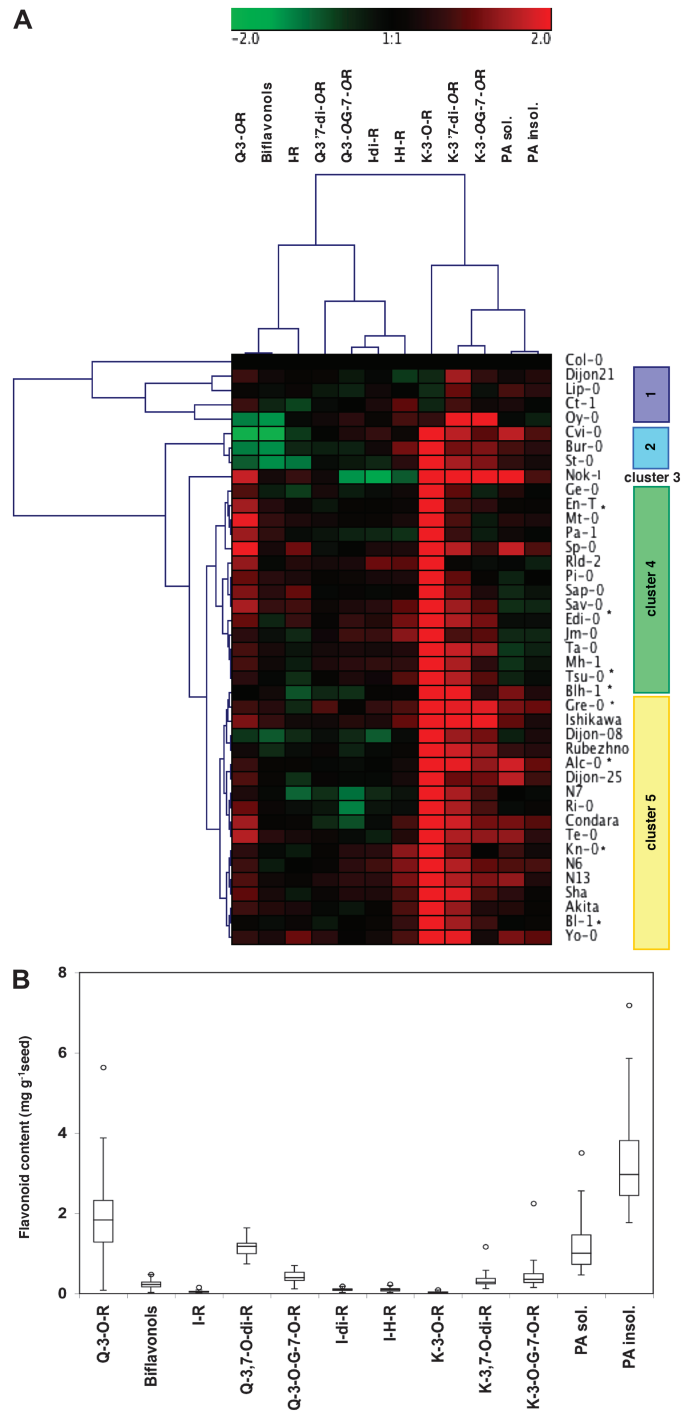 A
-2.0 1:1 2.0
Q-3-O-R
Biflavonols
I-R
Q-3'7-di-O-R
Q-3-O-G-7-O-R
I-di-R
I-H-R
K-3-O-R
K-3'7-di-O-R
K-3-O-G-7-O-R
PA sol.
PA insol.
Col-0
Dijon21
Lip-0
Ct-1
Oy-0
1
Cvi-0
Bur-0
St-0
2
Nok-1
cluster 3
Ge-0
En-T *
Mt-0
Pa-1
Sp-0
Rld-2
Pi-0
Sap-0
Sav-0
Edi-0 *
Jm-0
Ta-0
Mh-1
Tsu-0 *
Blh-1 *
cluster 4
Gre-0 *
Ishikawa
Dijon-08
Rubezhno
Alc-0 *
Dijon-25
N7
Ri-0
Condara
Te-0
Kn-0 *
N6
N13
Sha
Akita
Bl-1 *
Yo-0
cluster 5
B
Flavonoid content (mg g⁻¹seed)
8
6
4
2
0
Q-3-O-R
Biflavonols
I-R
Q-3,7-O-di-R
Q-3-O-G-7-O-R
I-di-R
I-H-R
K-3-O-R
K-3,7-O-di-R
K-3-O-G-7-O-R
PA sol.
PA insol.